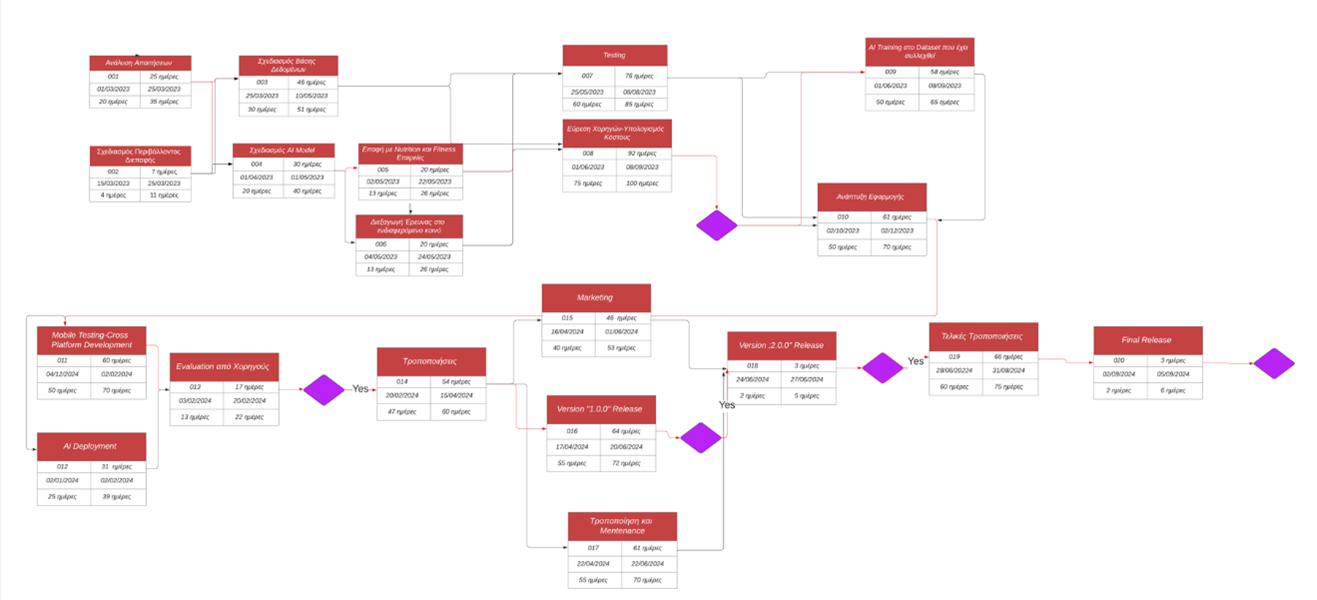 Ανάλυση Απαιτήσεων
001 25 ημέρες
01/03/2023 25/03/2023
20 ημέρες 35 ημέρες
Σχεδιασμός Βάσης
Δεδομένων
003 46 ημέρες
25/03/2023 10/05/2023
30 ημέρες 51 ημέρες
Testing
007 76 ημέρες
25/05/2023 08/08/2023
60 ημέρες 85 ημέρες
AI Training στο Dataset που έχει
συλλεχθεί
009 58 ημέρες
01/06/2023 08/09/2023
50 ημέρες 65 ημέρες
Σχεδιασμός Περιβάλλοντος
Διεπαφής
002 7 ημέρες
15/03/2023 25/03/2023
4 ημέρες 11 ημέρες
Σχεδιασμός AI Model
004 30 ημέρες
01/04/2023 01/05/2023
20 ημέρες 40 ημέρες
Επαφή με Nutrition και Fitness
Εταιρείες
005 20 ημέρες
02/05/2023 22/05/2023
13 ημέρες 26 ημέρες
Εύρεση Χορηγών-Υπολογισμός
Κόστους
008 92 ημέρες
01/06/2023 08/09/2023
75 ημέρες 100 ημέρες
Διεξαγωγή Έρευνας στο
ενδιαφερόμενο κοινό
006 20 ημέρες
04/05/2023 24/05/2023
13 ημέρες 26 ημέρες
Ανάπτυξη Εφαρμογής
010 61 ημέρες
02/10/2023 02/12/2023
50 ημέρες 70 ημέρες
Mobile Testing-Cross
Platform Development
011 60 ημέρες
04/12/2024 02/022024
50 ημέρες 70 ημέρες
AI Deployment
012 31 ημέρες
02/01/2024 02/02/2024
25 ημέρες 39 ημέρες
Evaluation από Χορηγούς
013 17 ημέρες
03/02/2024 20/02/2024
13 ημέρες 22 ημέρες
Yes
Τροποποιήσεις
014 54 ημέρες
20/02/2024 15/04/2024
47 ημέρες 60 ημέρες
Marketing
015 46 ημέρες
16/04/2024 01/06/2024
40 ημέρες 53 ημέρες
Version "1.0.0" Release
016 64 ημέρες
17/04/2024 20/06/2024
55 ημέρες 72 ημέρες
Τροποποίηση και
Mentenance
017 61 ημέρες
22/04/2024 22/06/2024
55 ημέρες 70 ημέρες
Yes
Version :2.0.0" Release
018 3 ημέρες
24/06/2024 27/06/2024
2 ημέρες 5 ημέρες
Yes
Τελικές Τροποποιήσεις
019 66 ημέρες
28/06/20224 31/08/2024
60 ημέρες 75 ημέρες
Final Release
020 3 ημέρες
02/09/2024 05/09/2024
2 ημέρες 6 ημέρες